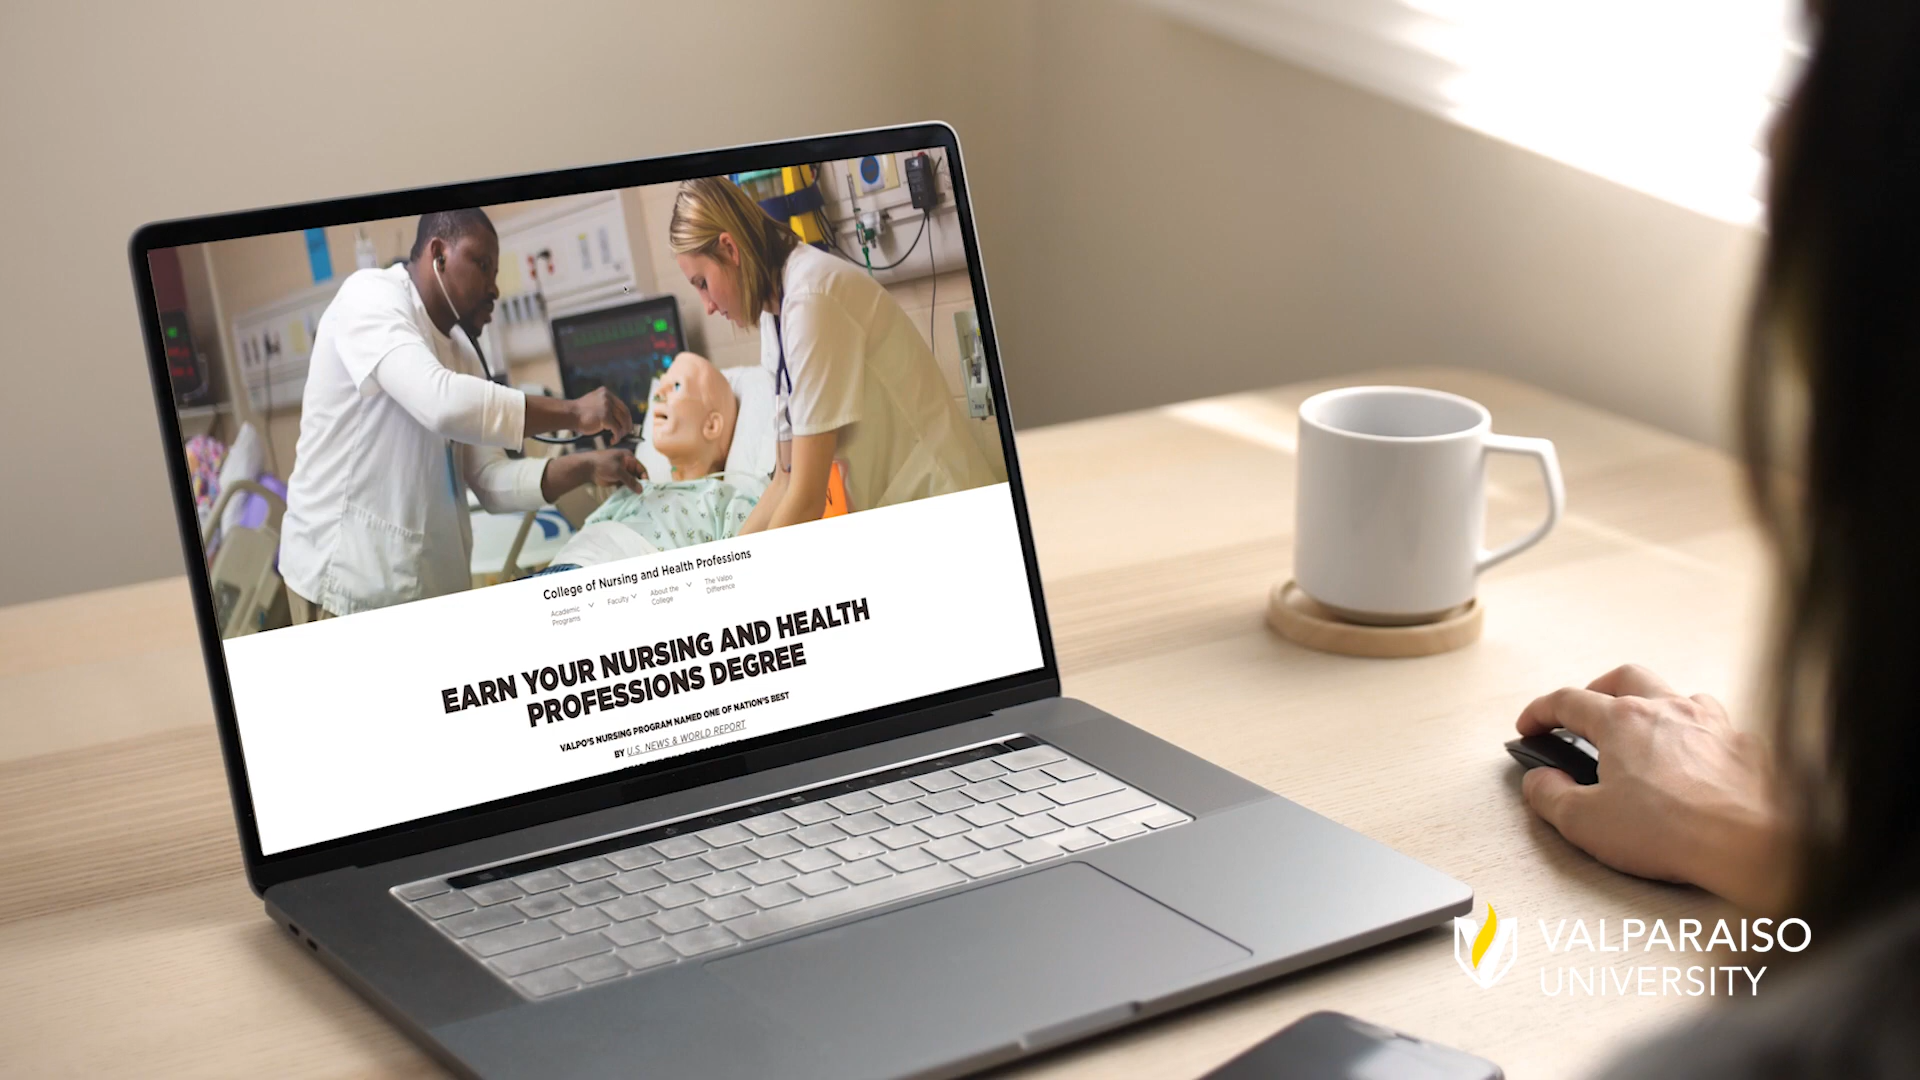 College of Nursing and Health Professions
Academic Programs
Faculty
About the College
The Valpo Difference
EARN YOUR NURSING AND HEALTH
PROFESSIONS DEGREE
VALPO'S NURSING PROGRAM NAMED ONE OF NATION'S BEST
BY U.S. NEWS & WORLD REPORT
VALPARAISO
UNIVERSITY